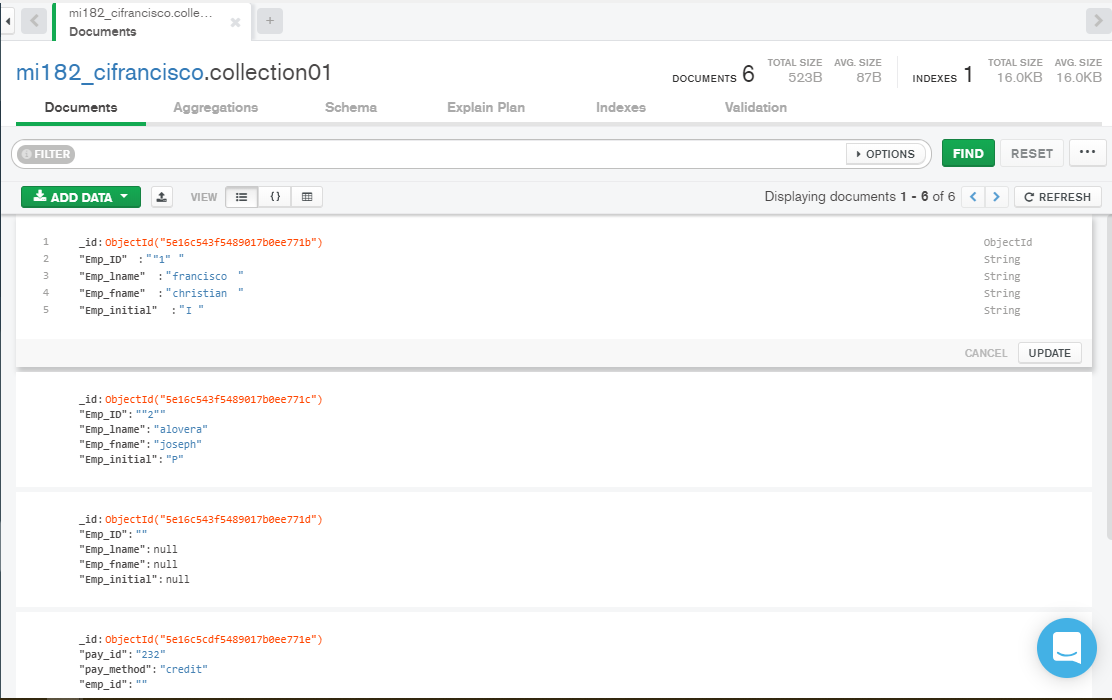 mi182_cifrancisco.colle...
Documents
mi182_cifrancisco.collection01
DOCUMENTS 6
TOTAL SIZE AVG. SIZE
523B 87B
INDEXES 1
TOTAL SIZE AVG. SIZE
16.0KB 16.0KB
Documents Aggregations Schema Explain Plan Indexes Validation
FILTER OPTIONS FIND RESET ...
ADD DATA VIEW {} Displaying documents 1 - 6 of 6 REFRESH
1 _id: ObjectId("5e16c543f5489017b0ee771b") ObjectId
2 "Emp_ID" : ""1" " String
3 "Emp_lname" : "francisco " String
4 "Emp_fname" : "christian " String
5 "Emp_initial" : "I " String
CANCEL UPDATE
_id: ObjectId("5e16c543f5489017b0ee771c")
"Emp_ID": ""2""
"Emp_lname": "alovera"
"Emp_fname": "joseph"
"Emp_initial": "P"
_id: ObjectId("5e16c543f5489017b0ee771d")
"Emp_ID": ""
"Emp_lname": null
"Emp_fname": null
"Emp_initial": null
_id: ObjectId("5e16c5cdf5489017b0ee771e")
"pay_id": "232"
"pay_method": "credit"
"emp_id": ""